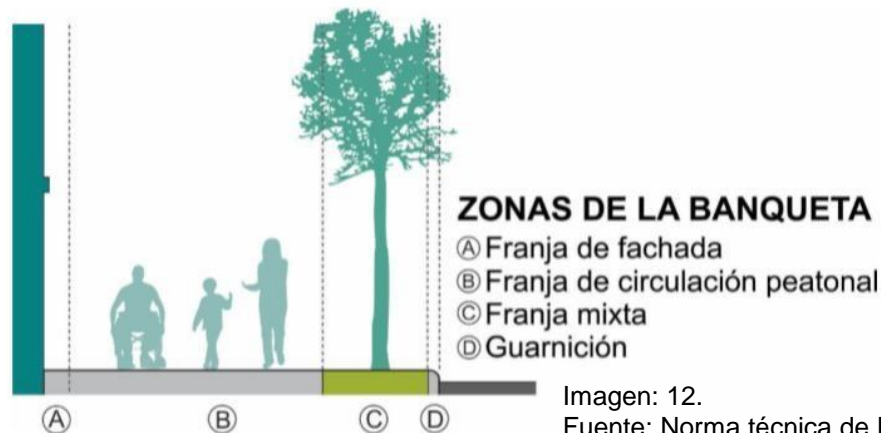 ZONAS DE LA BANQUETA
Ⓐ Franja de fachada
Ⓑ Franja de circulación peatonal
Ⓒ Franja mixta
Ⓓ Guarnición
Imagen: 12.
Fuente: Norma técnica de
Ⓐ Ⓑ Ⓒ Ⓓ